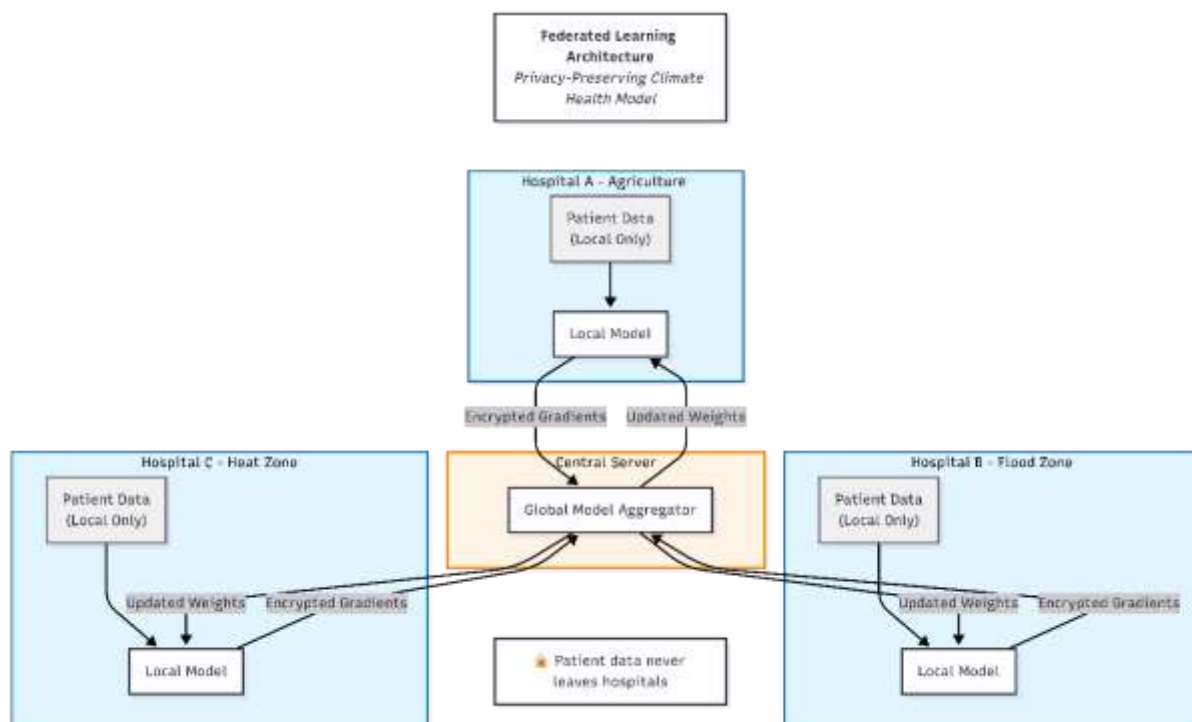 Federated Learning
Architecture
Privacy-Preserving Climate
Health Model
Hospital A - Agriculture
Patient Data
(Local Only)
Local Model
Encrypted Gradients
Updated Weights
Hospital C - Heat Zone
Patient Data
(Local Only)
Updated Weights
Encrypted Gradients
Local Model
Central Server
Global Model Aggregator
Hospital B - Flood Zone
Patient Data
(Local Only)
Updated Weights
Encrypted Gradients
Local Model
🔒 Patient data never
leaves hospitals